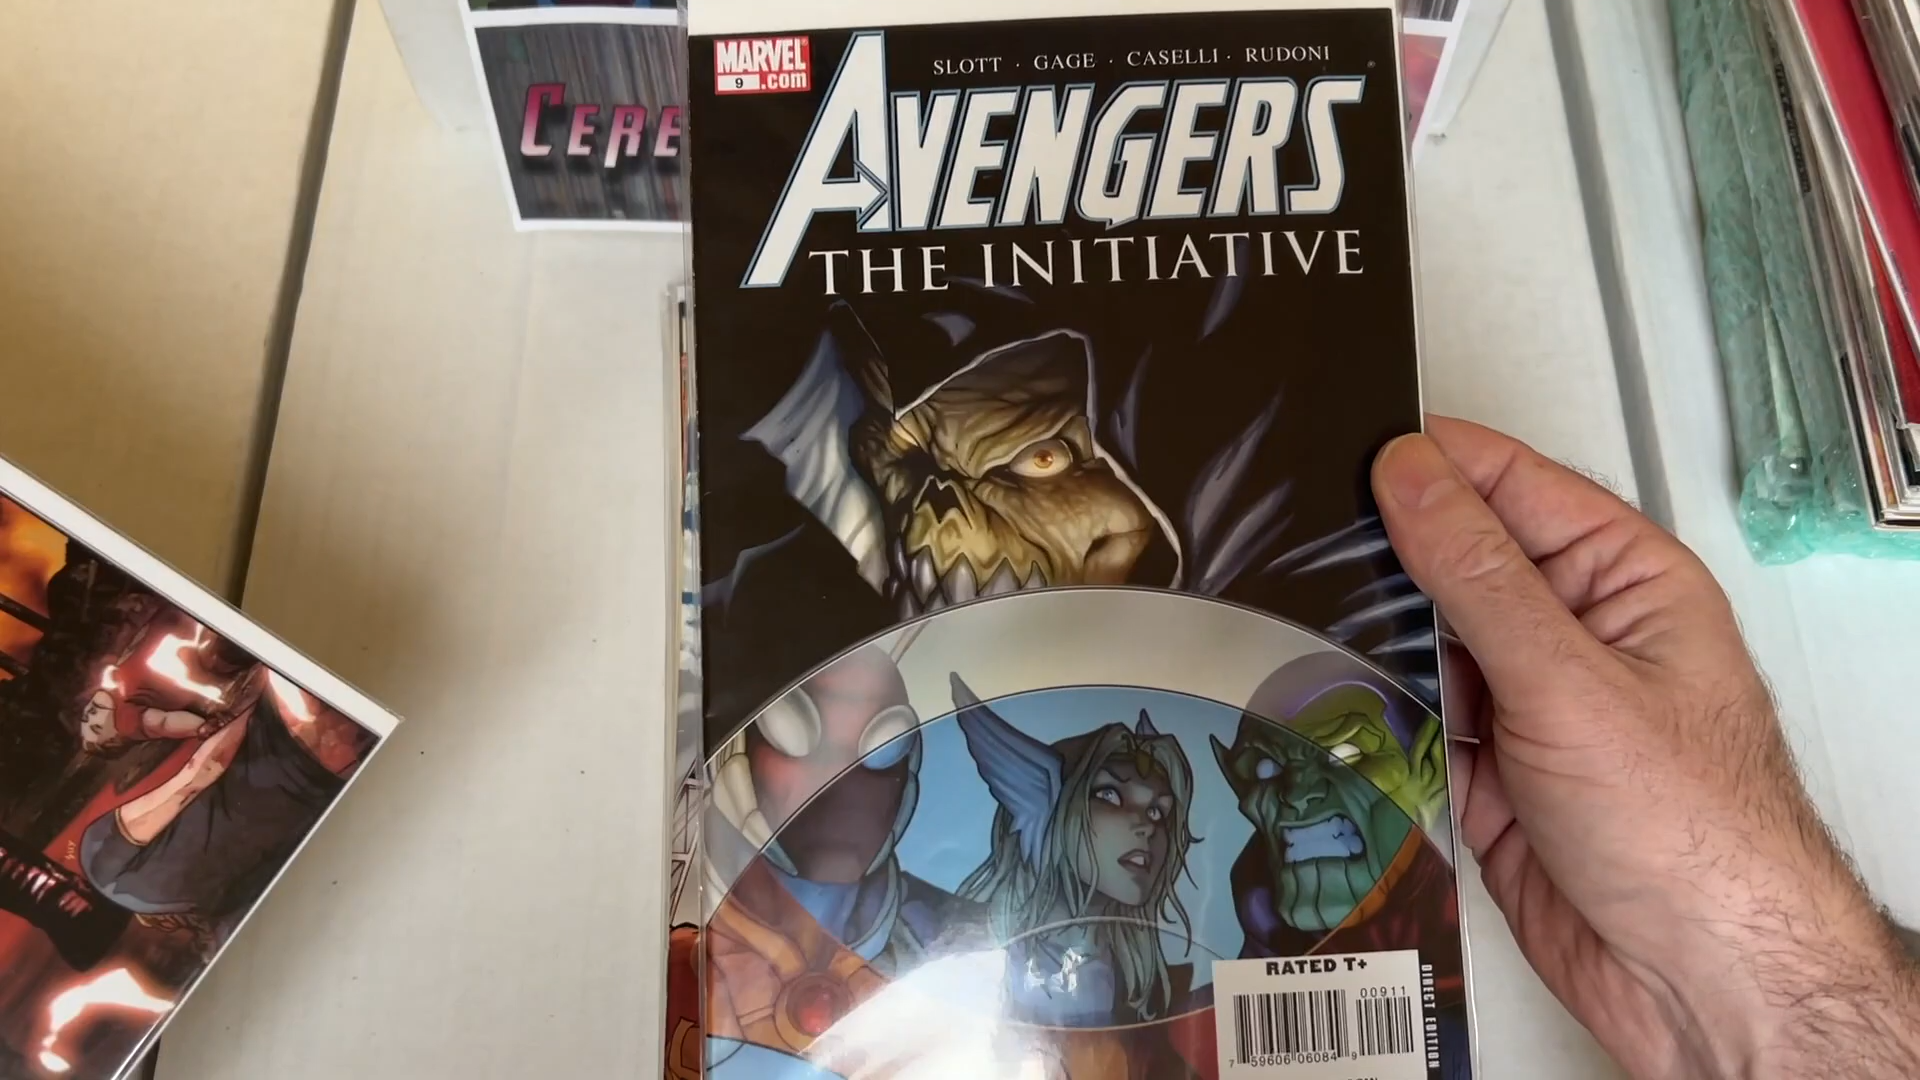 MARVEL
9 .com
SLOTT · GAGE · CASELLI · RUDONI
AVENGERS
THE INITIATIVE
CERE
RATED T+
00911
7 59606 06084 9
DIRECT EDITION